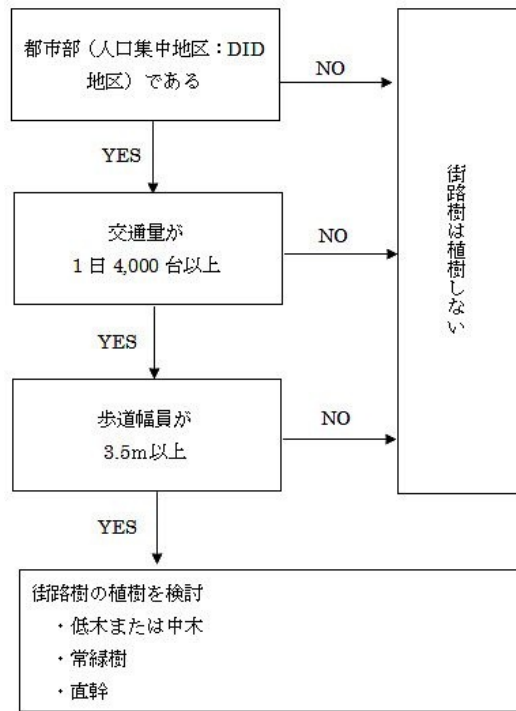 都市部（人口集中地区：DID
地区）である
NO
YES
交通量が
1日4,000台以上
NO
YES
歩道幅員が
3.5m以上
NO
YES
街路樹は植樹しない
街路樹の植樹を検討
・低木または中木
・常緑樹
・直幹